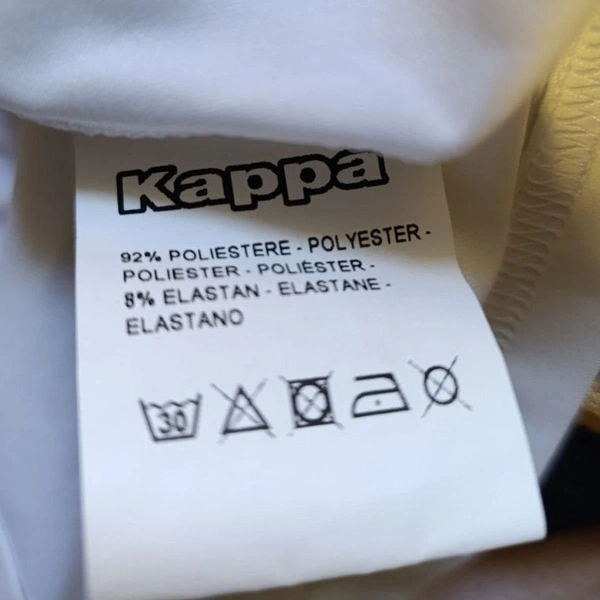 Kappa
92% POLIESTERE - POLYESTER -
POLIESTER - POLIÉSTER -
8% ELASTAN - ELASTANE -
ELASTANO
30